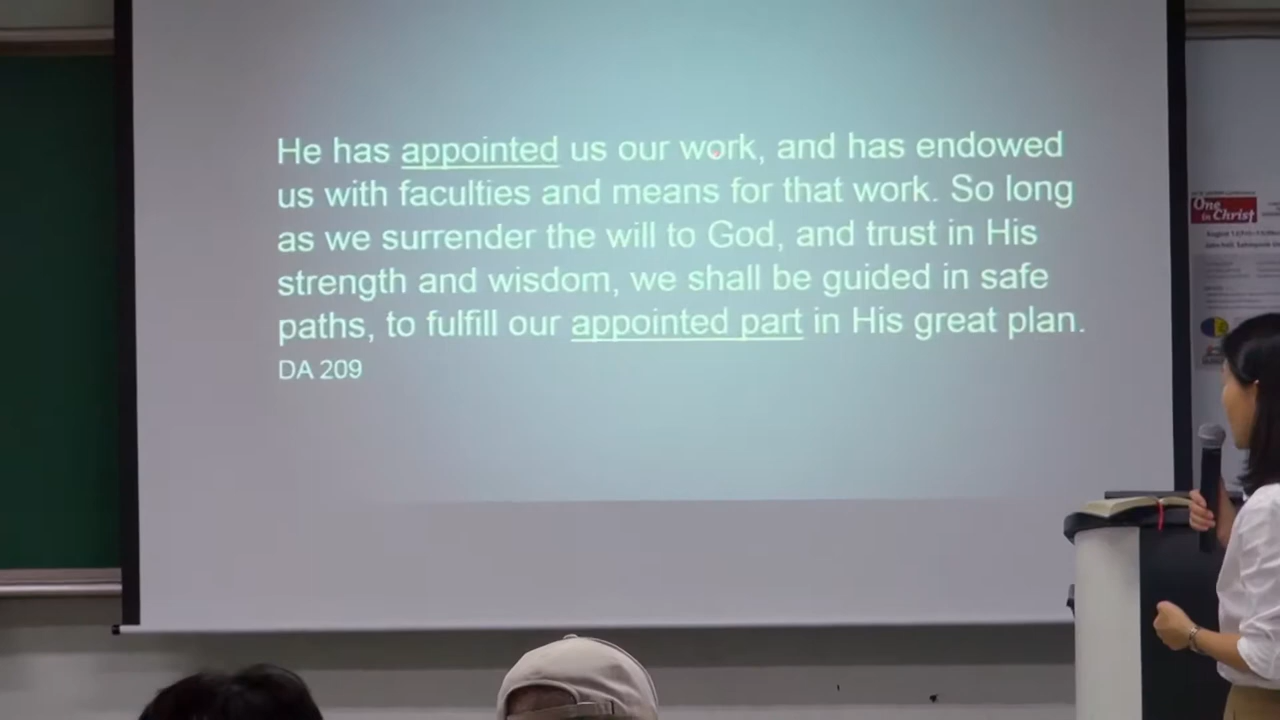 He has appointed us our work, and has endowed
us with faculties and means for that work. So long
as we surrender the will to God, and trust in His
strength and wisdom, we shall be guided in safe
paths, to fulfill our appointed part in His great plan.
DA 209
One
in Christ